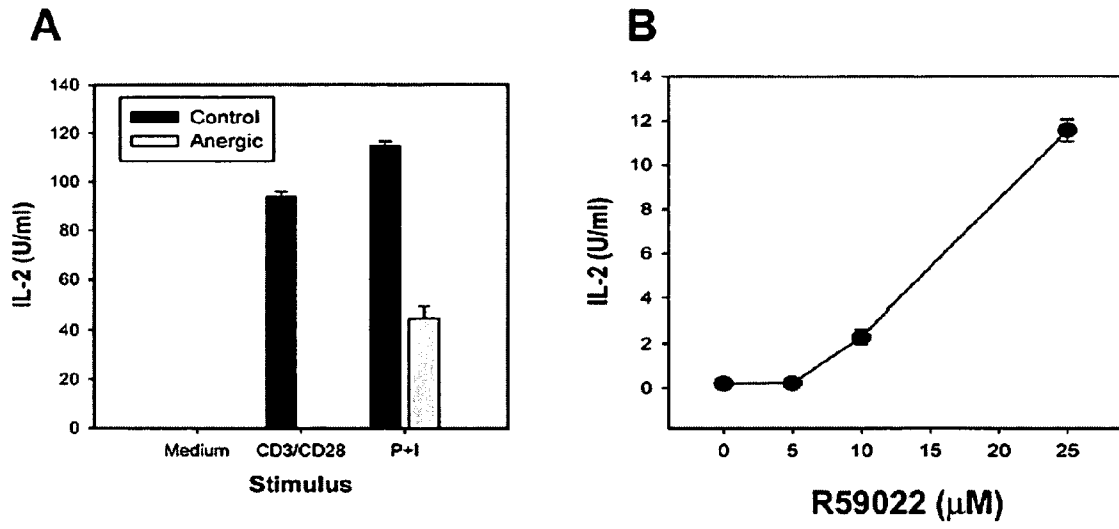 A
140
120
100
80
60
40
20
0
IL-2 (U/ml)
Control
Anergic
Medium CD3/CD28 P+I
Stimulus
B
14
12
10
8
6
4
2
0
IL-2 (U/ml)
0 5 10 15 20 25
R59022 (μM)